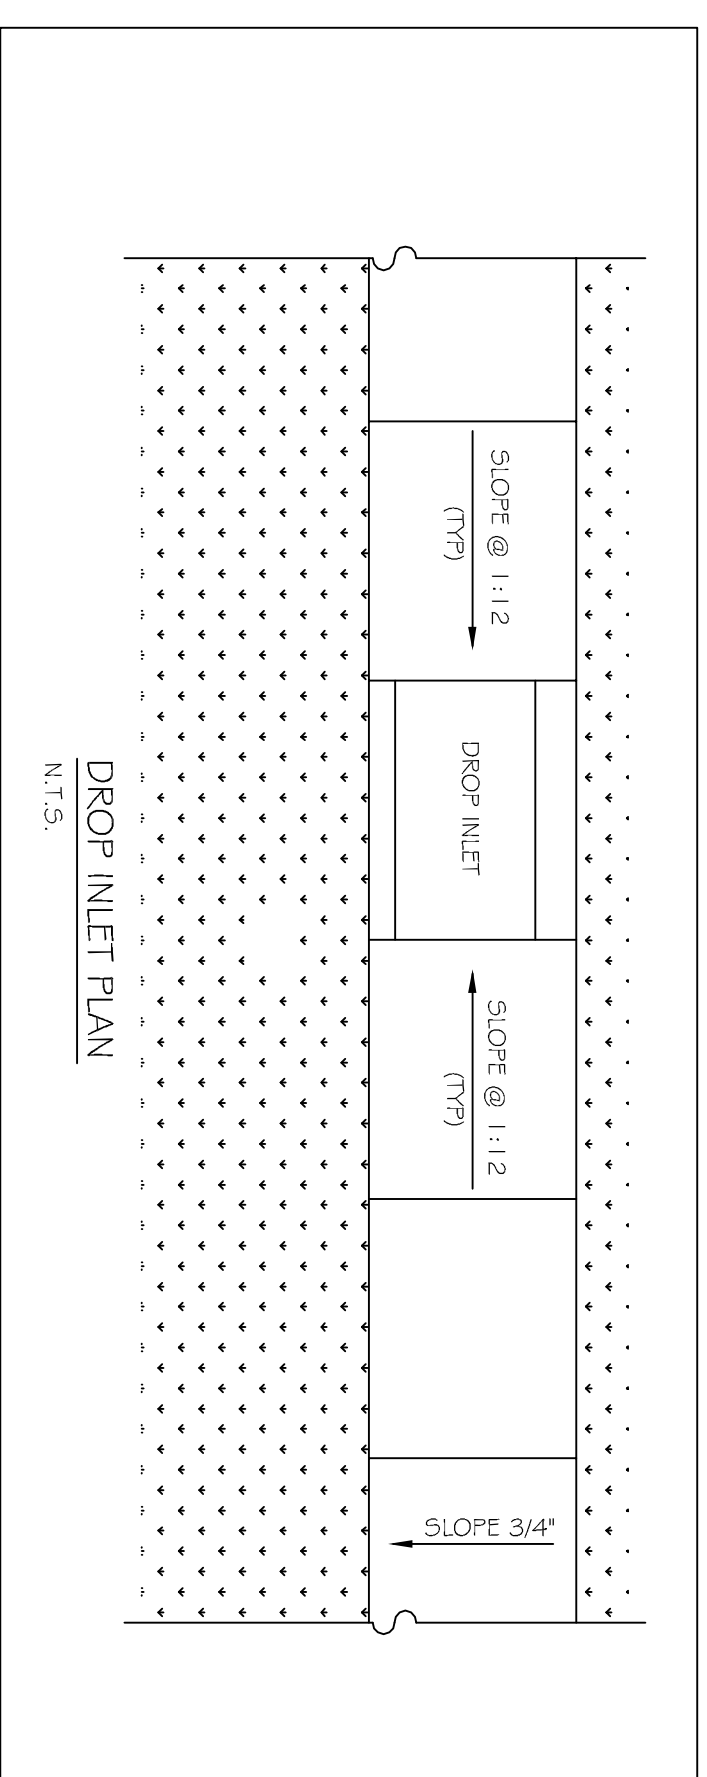 SLOPE @ 1:12
(TYP)
DROP INLET
SLOPE @ 1:12
(TYP)
SLOPE 3/4"
DROP INLET PLAN
N.T.S.